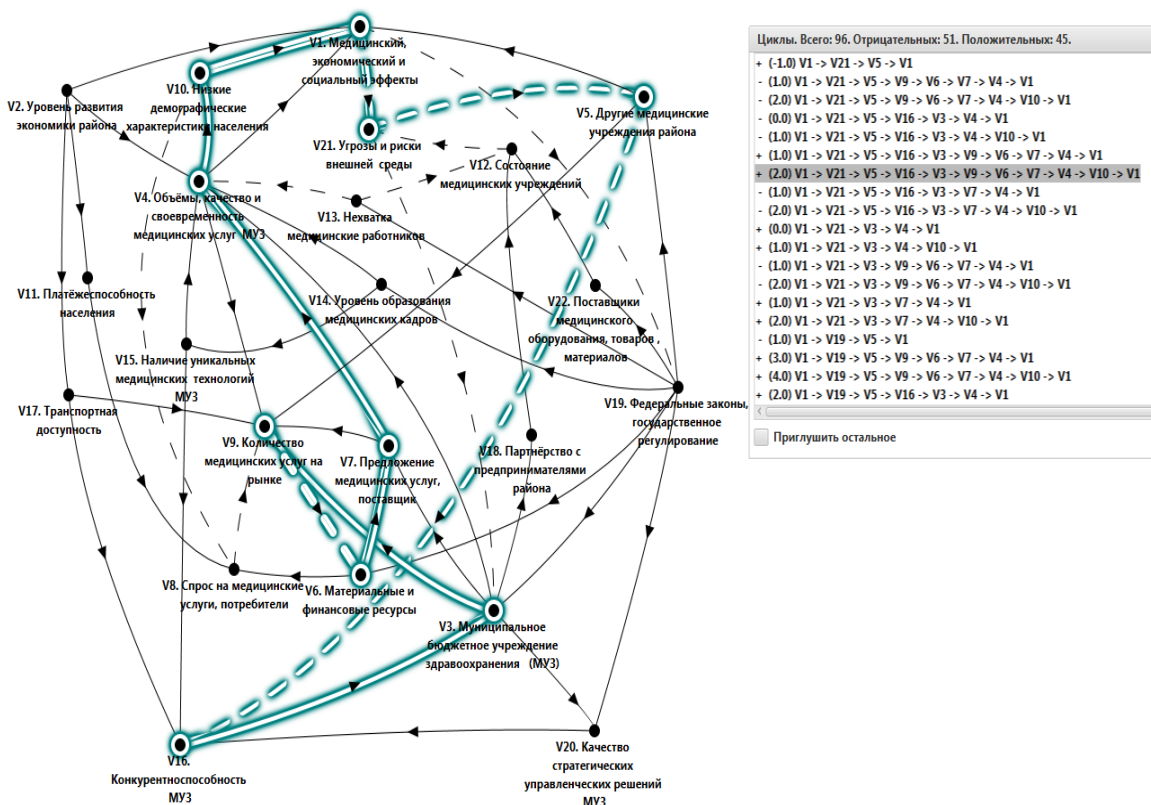 V1. Медицинский,
экономический и
социальный эффекты
V10. Низкие
демографические
характеристики населения
V2. Уровень развития
экономики района
V5. Другие медицинские
учреждения района
V21. Угрозы и риски
внешней среды
V12. Состояние
медицинских учреждений
V4. Объёмы, качество и
своевременность
медицинских услуг МУЗ
V13. Нехватка
медицинские работников
V11. Платёжеспособность
населения
V14. Уровень образования
медицинских кадров
V22. Поставщики
медицинского
оборудования, товаров ,
материалов
V15. Наличие уникальных
медицинских технологий
МУЗ
V17. Транспортная
доступность
V19. Федеральные законы,
государственное
регулирование
V9. Количество
медицинских услуг на
рынке
V7. Предложение
медицинских услуг,
поставщик
V18. Партнёрство с
предпринимателями
района
V8. Спрос на медицинские
услуги, потребители
V6. Материальные и
финансовые ресурсы
V3. Муниципальное
бюджетное учреждение
здравоохранения (МУЗ)
V16.
Конкурентноспособность
МУЗ
V20. Качество
стратегических
управленческих решений
МУЗ
Циклы. Всего: 96. Отрицательных: 51. Положительных: 45.
+ (-1.0) V1 -> V21 -> V5 -> V1
- (1.0) V1 -> V21 -> V5 -> V9 -> V6 -> V7 -> V4 -> V1
- (2.0) V1 -> V21 -> V5 -> V9 -> V6 -> V7 -> V4 -> V10 -> V1
- (0.0) V1 -> V21 -> V5 -> V16 -> V3 -> V4 -> V1
- (1.0) V1 -> V21 -> V5 -> V16 -> V3 -> V4 -> V10 -> V1
+ (1.0) V1 -> V21 -> V5 -> V16 -> V3 -> V9 -> V6 -> V7 -> V4 -> V1
+ (2.0) V1 -> V21 -> V5 -> V16 -> V3 -> V9 -> V6 -> V7 -> V4 -> V10 -> V1
- (1.0) V1 -> V21 -> V5 -> V16 -> V3 -> V7 -> V4 -> V1
- (2.0) V1 -> V21 -> V5 -> V16 -> V3 -> V7 -> V4 -> V10 -> V1
+ (0.0) V1 -> V21 -> V3 -> V4 -> V1
+ (1.0) V1 -> V21 -> V3 -> V4 -> V10 -> V1
- (1.0) V1 -> V21 -> V3 -> V9 -> V6 -> V7 -> V4 -> V1
- (2.0) V1 -> V21 -> V3 -> V9 -> V6 -> V7 -> V4 -> V10 -> V1
+ (1.0) V1 -> V21 -> V3 -> V7 -> V4 -> V1
+ (2.0) V1 -> V21 -> V3 -> V7 -> V4 -> V10 -> V1
- (1.0) V1 -> V19 -> V5 -> V1
+ (3.0) V1 -> V19 -> V5 -> V9 -> V6 -> V7 -> V4 -> V1
+ (4.0) V1 -> V19 -> V5 -> V9 -> V6 -> V7 -> V4 -> V10 -> V1
+ (2.0) V1 -> V19 -> V5 -> V16 -> V3 -> V4 -> V1
Приглушить остальное